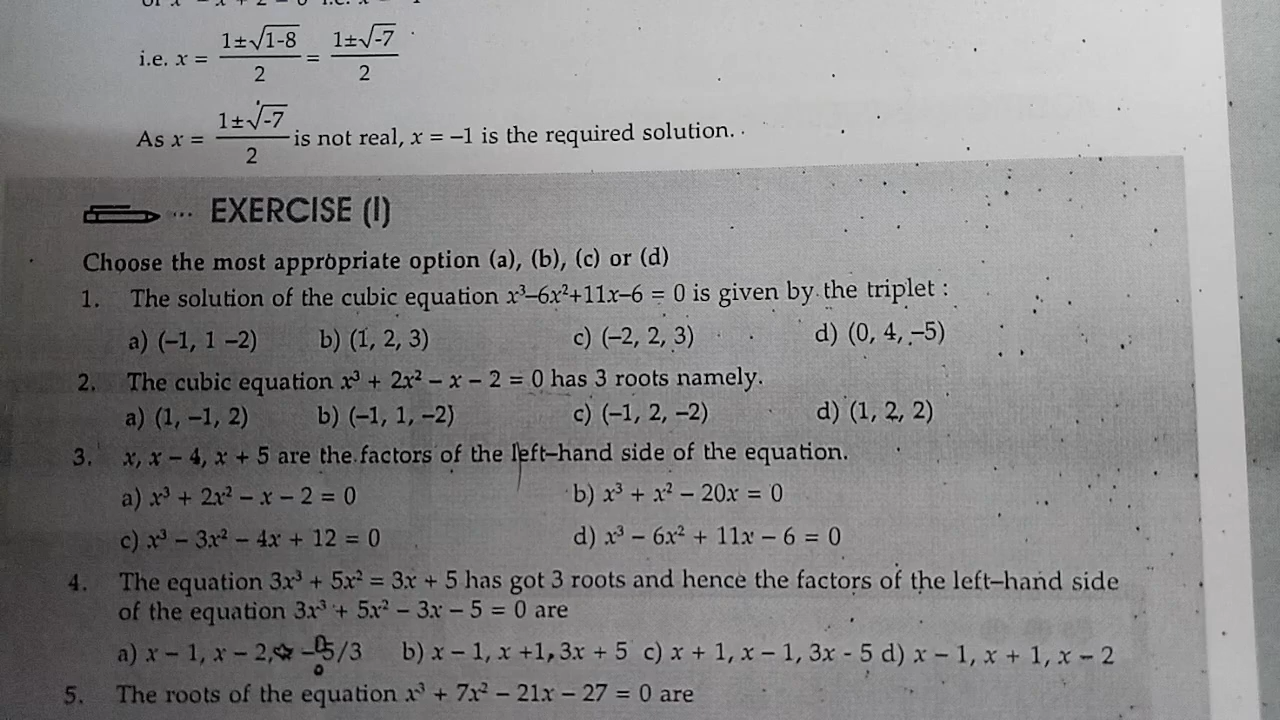 i.e. x = (1±√1-8)/2 = (1±√-7)/2
As x = (1±√-7)/2 is not real, x = –1 is the required solution.
EXERCISE (I)
Choose the most appropriate option (a), (b), (c) or (d)
1. The solution of the cubic equation x³–6x²+11x–6 = 0 is given by the triplet :
a) (–1, 1 –2) b) (1, 2, 3) c) (–2, 2, 3) d) (0, 4, –5)
2. The cubic equation x³ + 2x² – x – 2 = 0 has 3 roots namely.
a) (1, –1, 2) b) (–1, 1, –2) c) (–1, 2, –2) d) (1, 2, 2)
3. x, x – 4, x + 5 are the factors of the left–hand side of the equation.
a) x³ + 2x² – x – 2 = 0 b) x³ + x² – 20x = 0
c) x³ – 3x² – 4x + 12 = 0 d) x³ – 6x² + 11x – 6 = 0
4. The equation 3x³ + 5x² = 3x + 5 has got 3 roots and hence the factors of the left–hand side
of the equation 3x³ + 5x² – 3x – 5 = 0 are
a) x – 1, x – 2, –5/3 b) x – 1, x +1, 3x + 5 c) x + 1, x – 1, 3x - 5 d) x – 1, x + 1, x – 2
5. The roots of the equation x³ + 7x² – 21x – 27 = 0 are